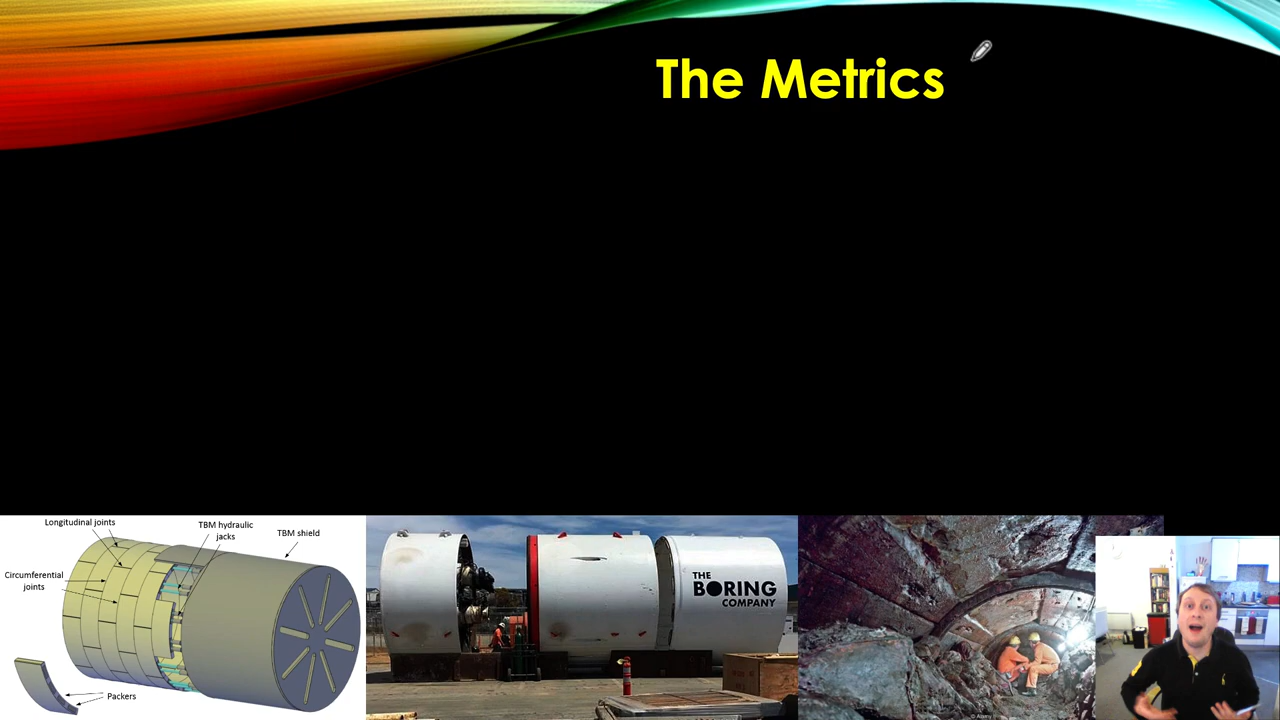 The Metrics
Longitudinal joints
TBM hydraulic
jacks
TBM shield
Circumferential
joints
Packers
THE
BORING
COMPANY